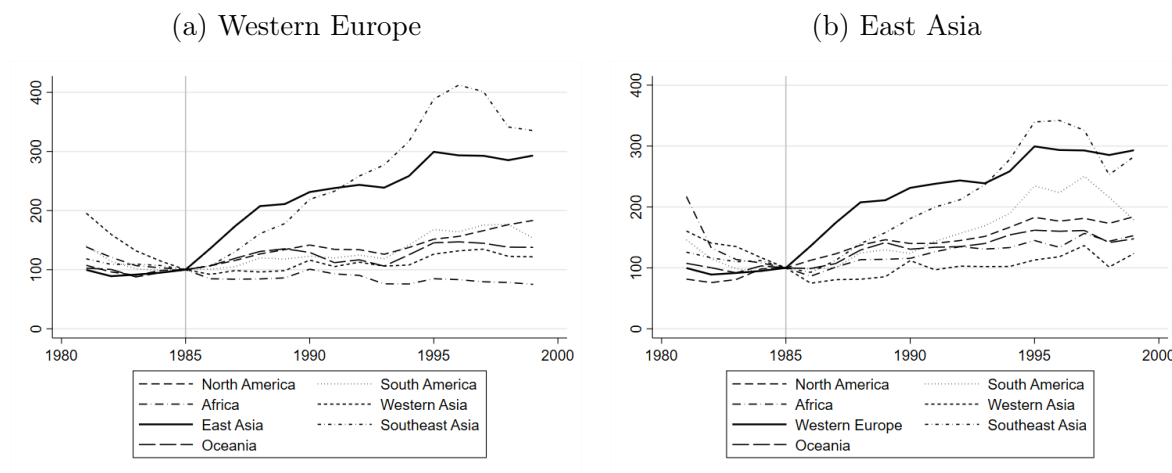 (a) Western Europe
400
300
200
100
0
1980 1985 1990 1995 2000
North America South America
Africa Western Asia
East Asia Southeast Asia
Oceania
(b) East Asia
400
300
200
100
0
1980 1985 1990 1995 2000
North America South America
Africa Western Asia
Western Europe Southeast Asia
Oceania